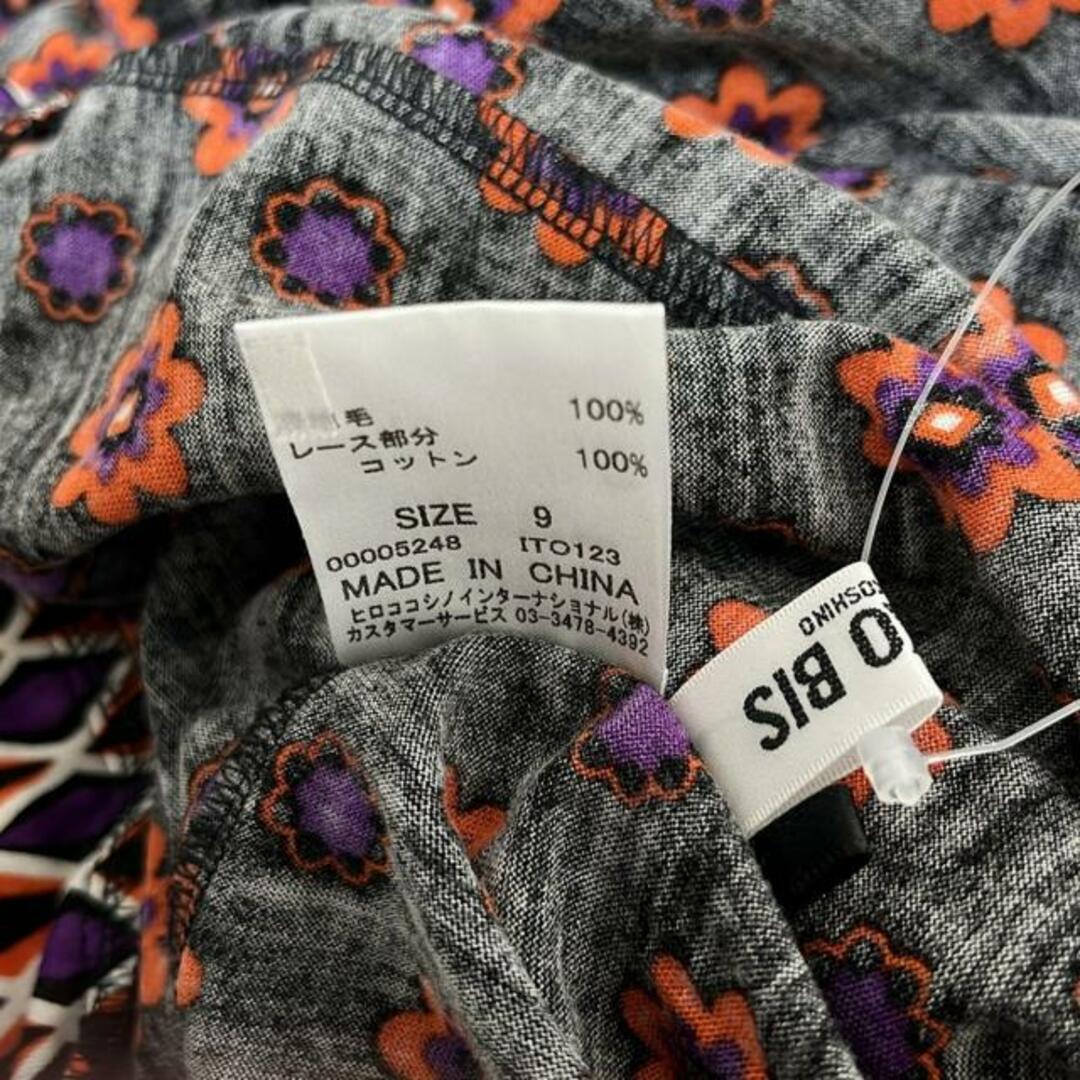 毛 100%
レース部分
コットン 100%
SIZE 9
00005248 ITO123
MADE IN CHINA
ヒロココシノインターナショナル(株)
カスタマーサービス 03-3478-4392
OSHINO
O BIS